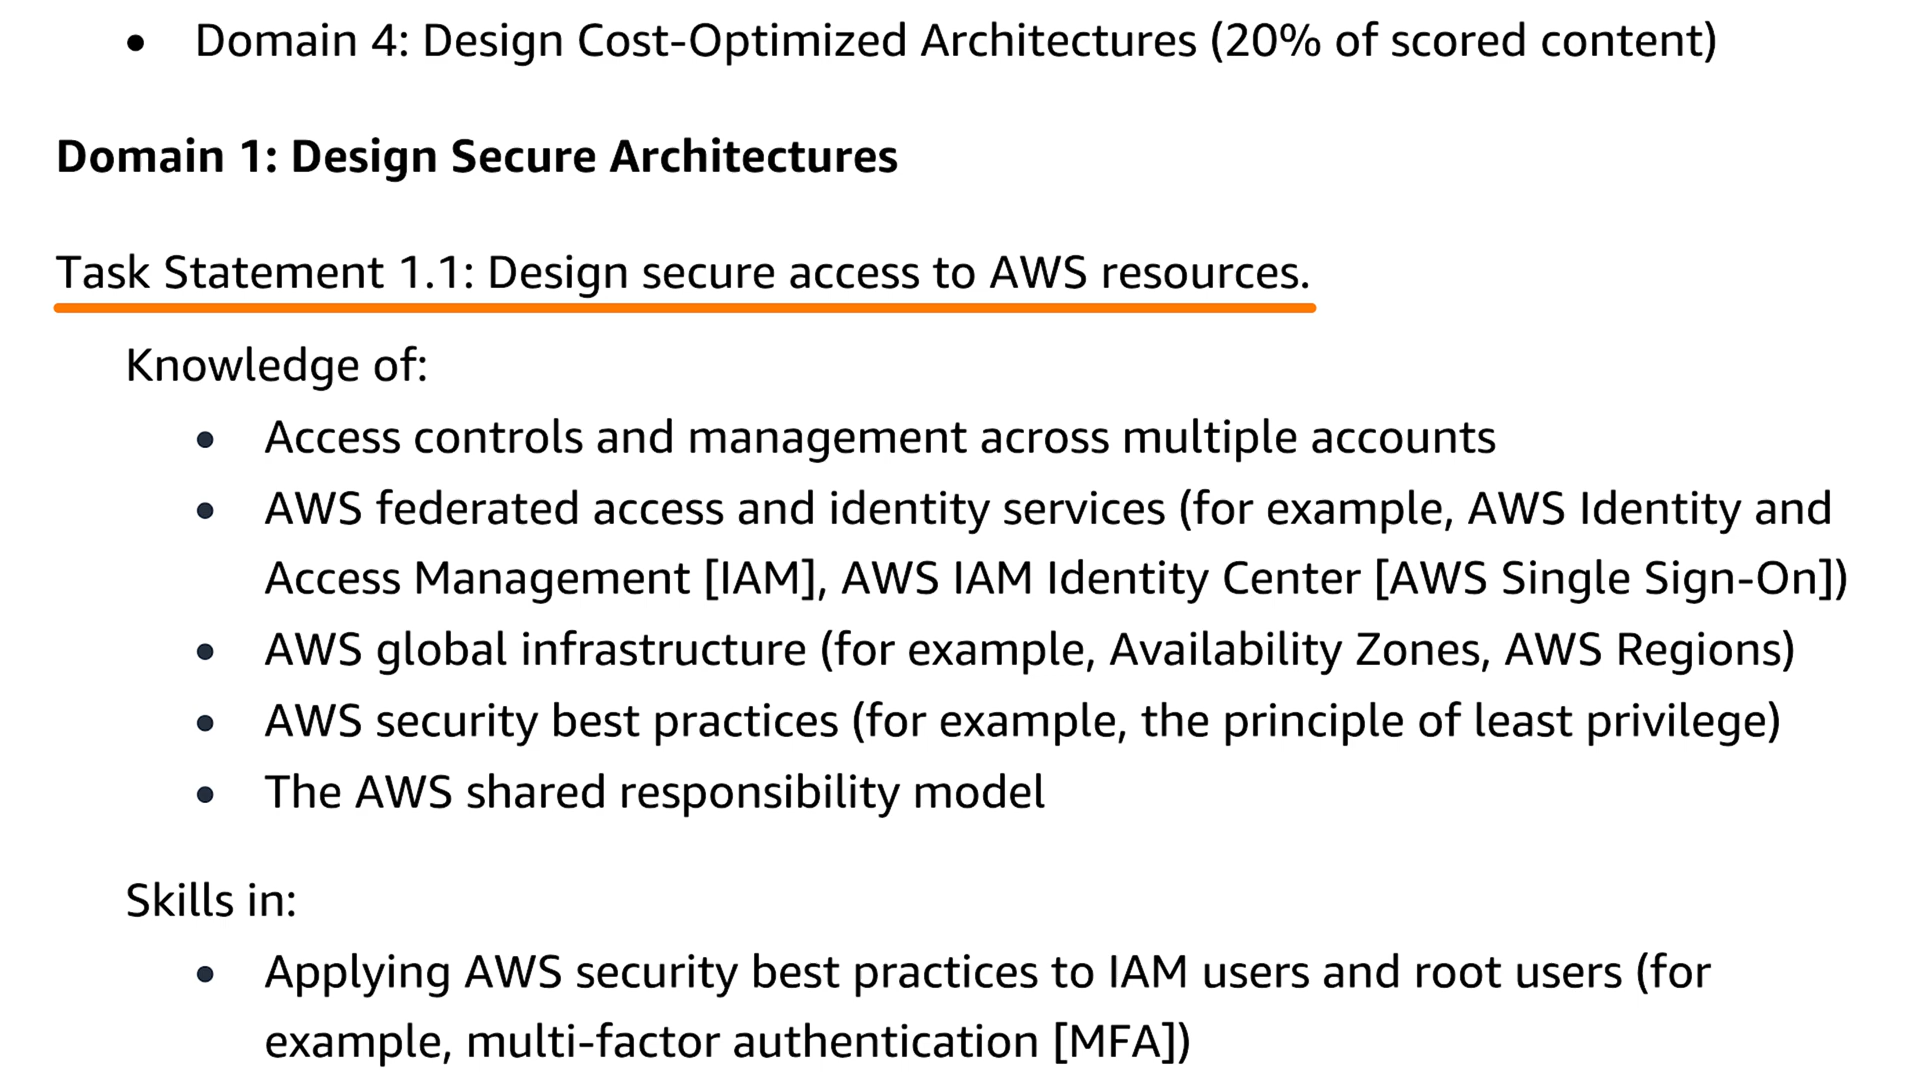 • Domain 4: Design Cost-Optimized Architectures (20% of scored content)
Domain 1: Design Secure Architectures
Task Statement 1.1: Design secure access to AWS resources.
Knowledge of:
• Access controls and management across multiple accounts
• AWS federated access and identity services (for example, AWS Identity and
Access Management [IAM], AWS IAM Identity Center [AWS Single Sign-On])
• AWS global infrastructure (for example, Availability Zones, AWS Regions)
• AWS security best practices (for example, the principle of least privilege)
• The AWS shared responsibility model
Skills in:
• Applying AWS security best practices to IAM users and root users (for
example, multi-factor authentication [MFA])